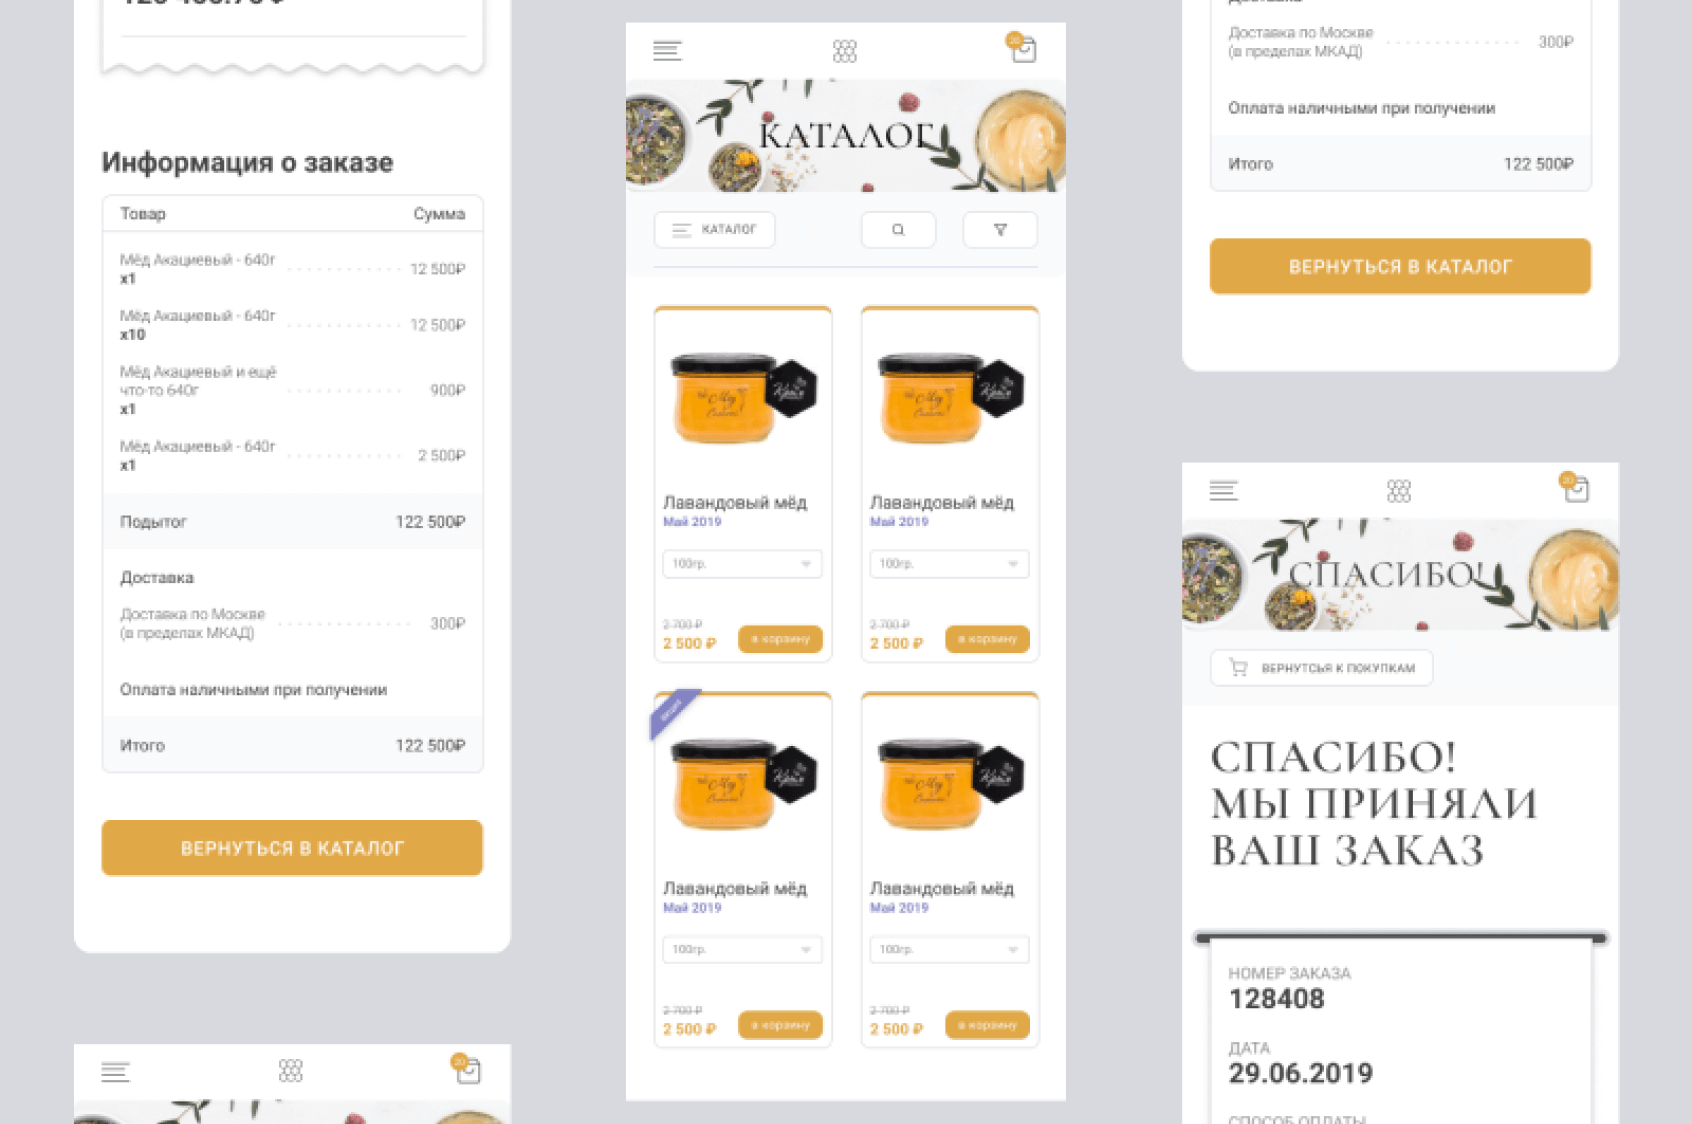 Информация о заказе
Товар Сумма
Мёд Акациевый - 640г 12 500₽
x1
Мёд Акациевый - 640г 12 500₽
x10
Мёд Акациевый и ещё
что-то 640г 900₽
x1
Мёд Акациевый - 640г 2 500₽
x1
Подытог 122 500₽
Доставка
Доставка по Москве
(в пределах МКАД) 300₽
Оплата наличными при получении
Итого 122 500₽
ВЕРНУТЬСЯ В КАТАЛОГ
20
20
КАТАЛОГ
КАТАЛОГ
Лавандовый мёд
Май 2019
100гр.
2 700 ₽
2 500 ₽
в корзину
Лавандовый мёд
Май 2019
100гр.
2 700 ₽
2 500 ₽
в корзину
Лавандовый мёд
Май 2019
100гр.
2 700 ₽
2 500 ₽
в корзину
Лавандовый мёд
Май 2019
100гр.
2 700 ₽
2 500 ₽
в корзину
Доставка по Москве
(в пределах МКАД) 300₽
Оплата наличными при получении
Итого 122 500₽
ВЕРНУТЬСЯ В КАТАЛОГ
20
СПАСИБО!
ВЕРНУТСЬЯ К ПОКУПКАМ
СПАСИБО!
МЫ ПРИНЯЛИ
ВАШ ЗАКАЗ
НОМЕР ЗАКАЗА
128408
ДАТА
29.06.2019
СПОСОБ ОПЛАТЫ